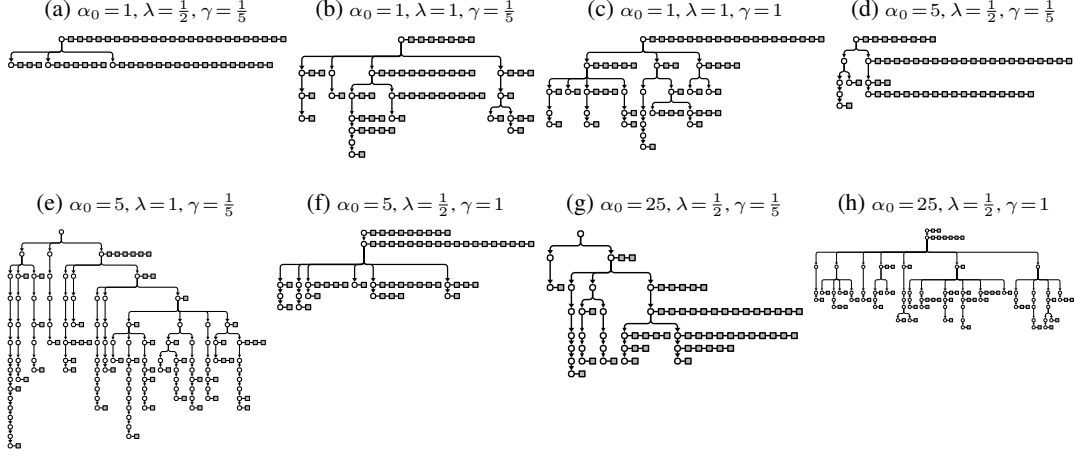 (a) α₀ = 1, λ = 1/2, γ = 1/5
(b) α₀ = 1, λ = 1, γ = 1/5
(c) α₀ = 1, λ = 1, γ = 1
(d) α₀ = 5, λ = 1/2, γ = 1/5
(e) α₀ = 5, λ = 1, γ = 1/5
(f) α₀ = 5, λ = 1/2, γ = 1
(g) α₀ = 25, λ = 1/2, γ = 1/5
(h) α₀ = 25, λ = 1/2, γ = 1